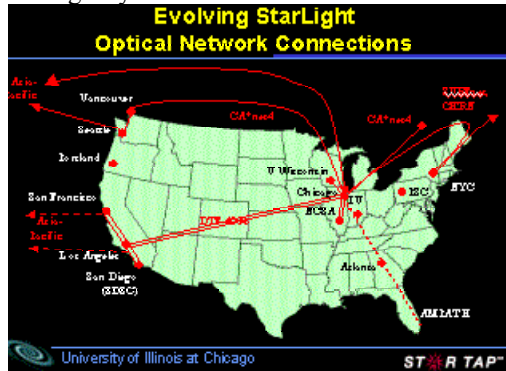 Evolving StarLight
Optical Network Connections
Asia-
Pacific
Vancouver
Seattle
Portland
CA*net4
CA*net4
CERN
U Wisconsin
Chicago
IU
NCSA
PSC
NYC
San Francisco
Asia-
Pacific
Los Angeles
San Diego
(SDSC)
Atlanta
AMPATH
University of Illinois at Chicago
ST R TAP